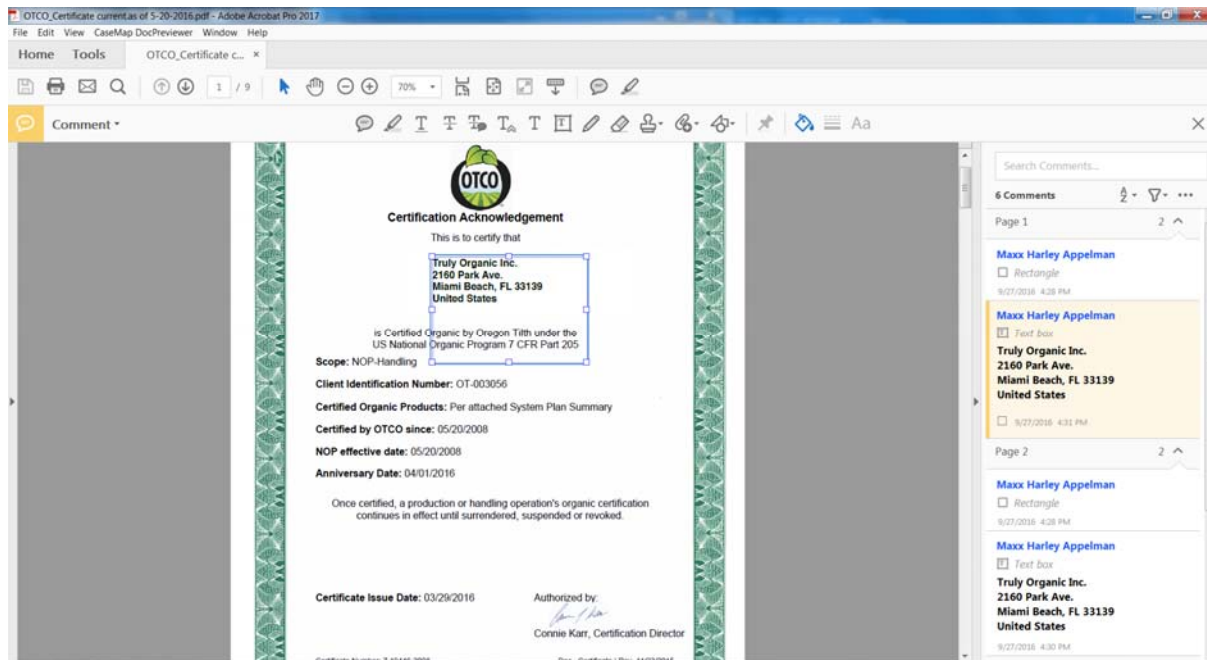 OTCO_Certificate current.as of 5-20-2016.pdf - Adobe Acrobat Pro 2017
File Edit View CaseMap DocPreviewer Window Help
Home Tools OTCO_Certificate c... ×
1 / 9 70%
Comment
Aa
OTCO
Certification Acknowledgement
This is to certify that
Truly Organic Inc.
2160 Park Ave.
Miami Beach, FL 33139
United States
is Certified Organic by Oregon Tilth under the
US National Organic Program 7 CFR Part 205
Scope: NOP-Handling
Client Identification Number: OT-003056
Certified Organic Products: Per attached System Plan Summary
Certified by OTCO since: 05/20/2008
NOP effective date: 05/20/2008
Anniversary Date: 04/01/2016
Once certified, a production or handling operation's organic certification
continues in effect until surrendered, suspended or revoked.
Certificate Issue Date: 03/29/2016
Authorized by:
Connie Karr, Certification Director
Search Comments...
6 Comments
Page 1 2
Maxx Harley Appelman
Rectangle
9/27/2016 4:28 PM
Maxx Harley Appelman
Text box
Truly Organic Inc.
2160 Park Ave.
Miami Beach, FL 33139
United States
9/27/2016 4:31 PM
Page 2 2
Maxx Harley Appelman
Rectangle
9/27/2016 4:28 PM
Maxx Harley Appelman
Text box
Truly Organic Inc.
2160 Park Ave.
Miami Beach, FL 33139
United States
9/27/2016 4:30 PM